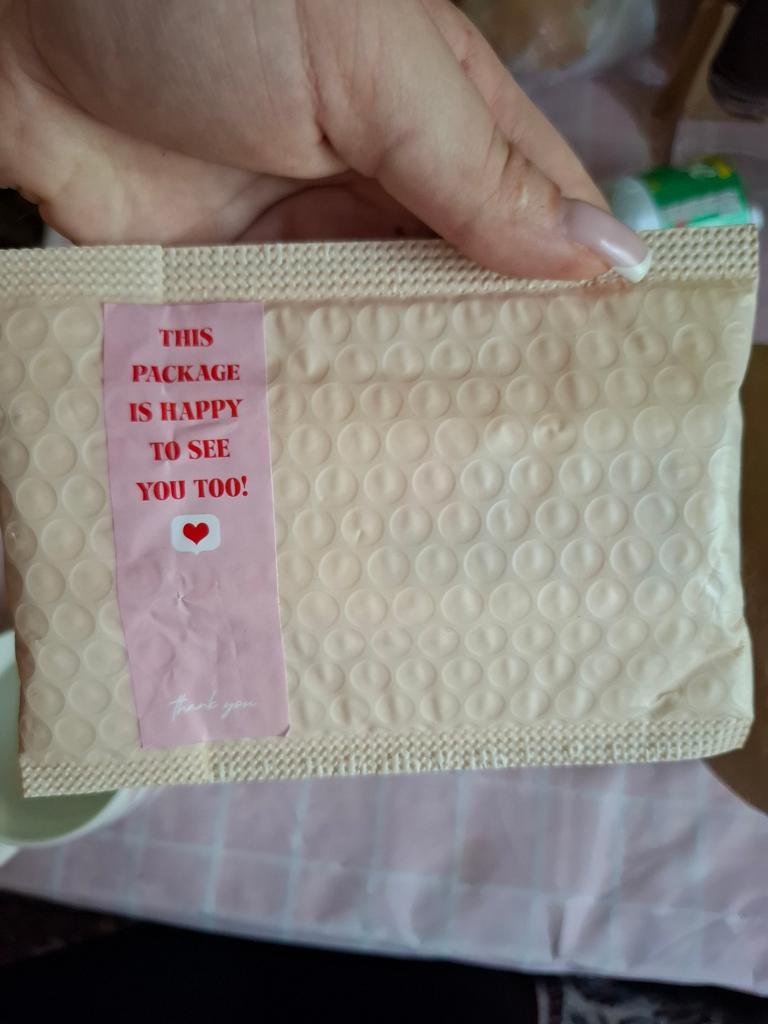 THIS
PACKAGE
IS HAPPY
TO SEE
YOU TOO!
thank you